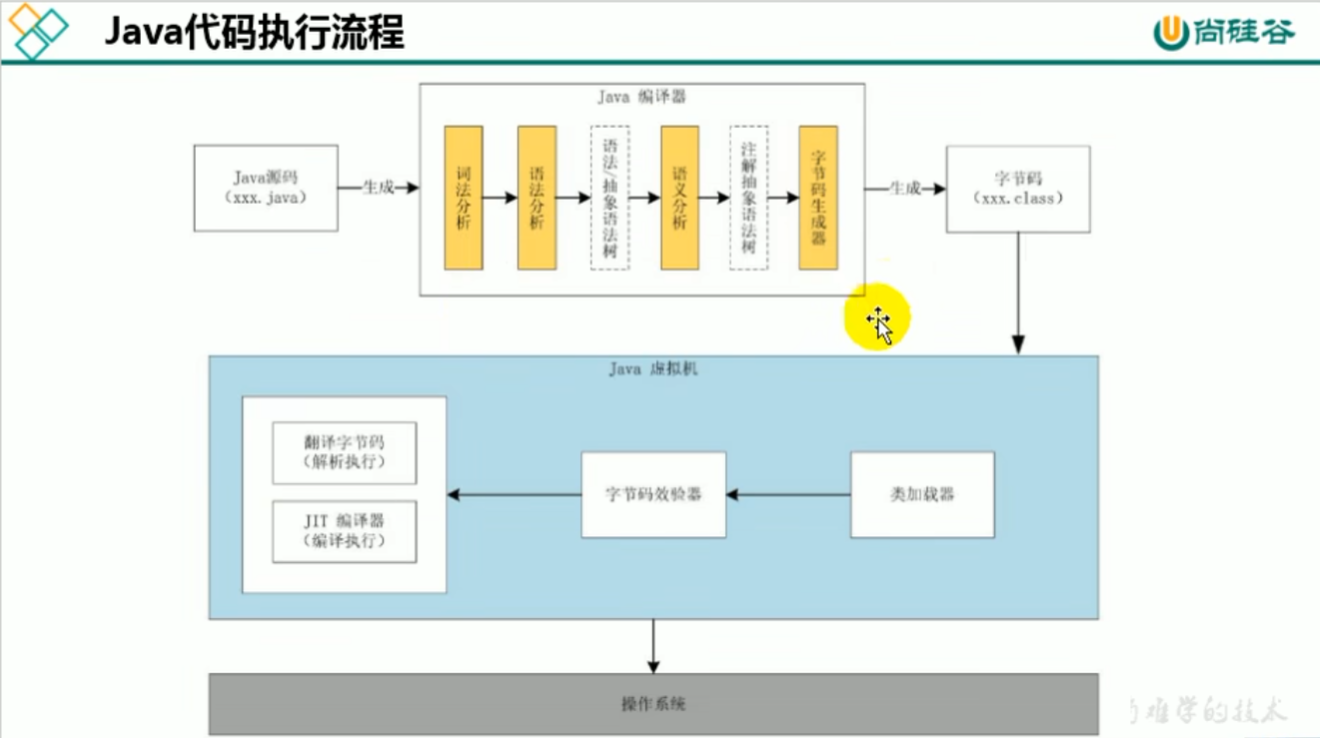 Java代码执行流程
尚硅谷
Java 编译器
Java源码
(xxx.java)
生成
词法分析
语法分析
语法/抽象语法树
语义分析
注解抽象语法树
字节码生成器
生成
字节码
(xxx.class)
Java 虚拟机
翻译字节码
(解析执行)
JIT 编译器
(编译执行)
字节码效验器
类加载器
操作系统
难学的技术